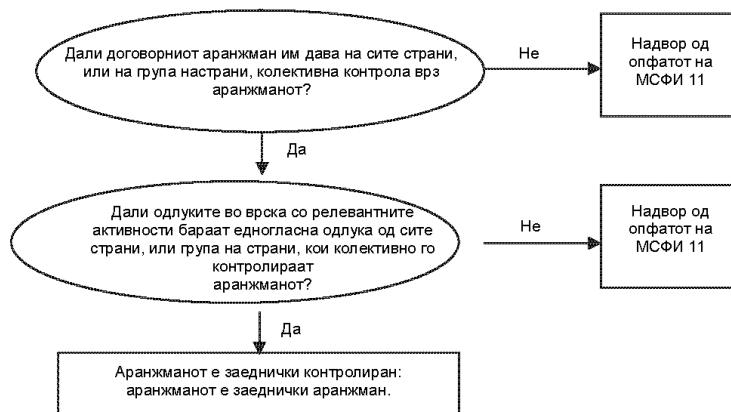 Дали договорниот аранжман им дава на сите страни,
или на група настрани, колективна контрола врз
аранжманот?
Не
Надвор од
опфатот на
МСФИ 11
Да
Дали одлуките во врска со релевантните
активности бараат едногласна одлука од сите
страни, или група на страни, кои колективно го
контролираат
аранжманот?
Не
Надвор од
опфатот на
МСФИ 11
Да
Аранжманот е заеднички контролиран:
аранжманот е заеднички аранжман.